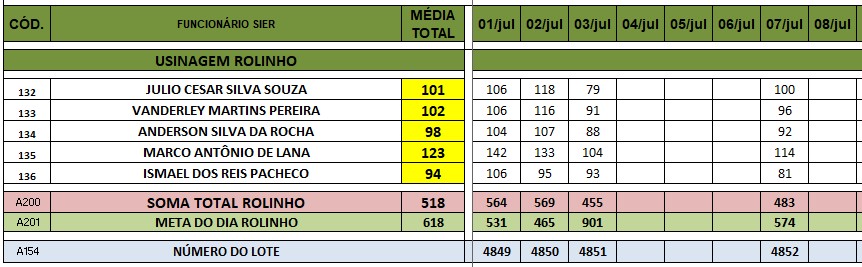 CÓD. FUNCIONÁRIO SIER MÉDIA TOTAL 01/jul 02/jul 03/jul 04/jul 05/jul 06/jul 07/jul 08/jul
USINAGEM ROLINHO
132 JULIO CESAR SILVA SOUZA 101 106 118 79 100
133 VANDERLEY MARTINS PEREIRA 102 106 116 91 96
134 ANDERSON SILVA DA ROCHA 98 104 107 88 92
135 MARCO ANTÔNIO DE LANA 123 142 133 104 114
136 ISMAEL DOS REIS PACHECO 94 106 95 93 81
A200 SOMA TOTAL ROLINHO 518 564 569 455 483
A201 META DO DIA ROLINHO 618 531 465 901 574
A154 NÚMERO DO LOTE 4849 4850 4851 4852